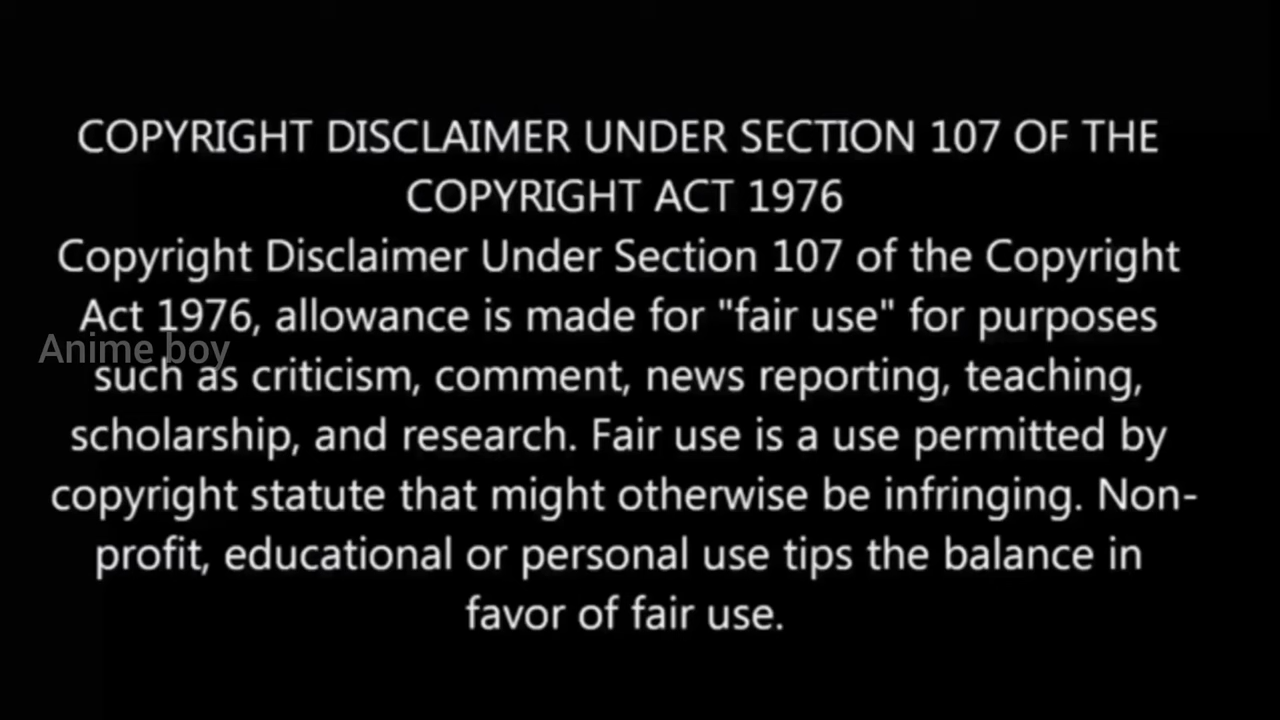 COPYRIGHT DISCLAIMER UNDER SECTION 107 OF THE
COPYRIGHT ACT 1976
Copyright Disclaimer Under Section 107 of the Copyright
Act 1976, allowance is made for "fair use" for purposes
Anime boy
such as criticism, comment, news reporting, teaching,
scholarship, and research. Fair use is a use permitted by
copyright statute that might otherwise be infringing. Non-
profit, educational or personal use tips the balance in
favor of fair use.